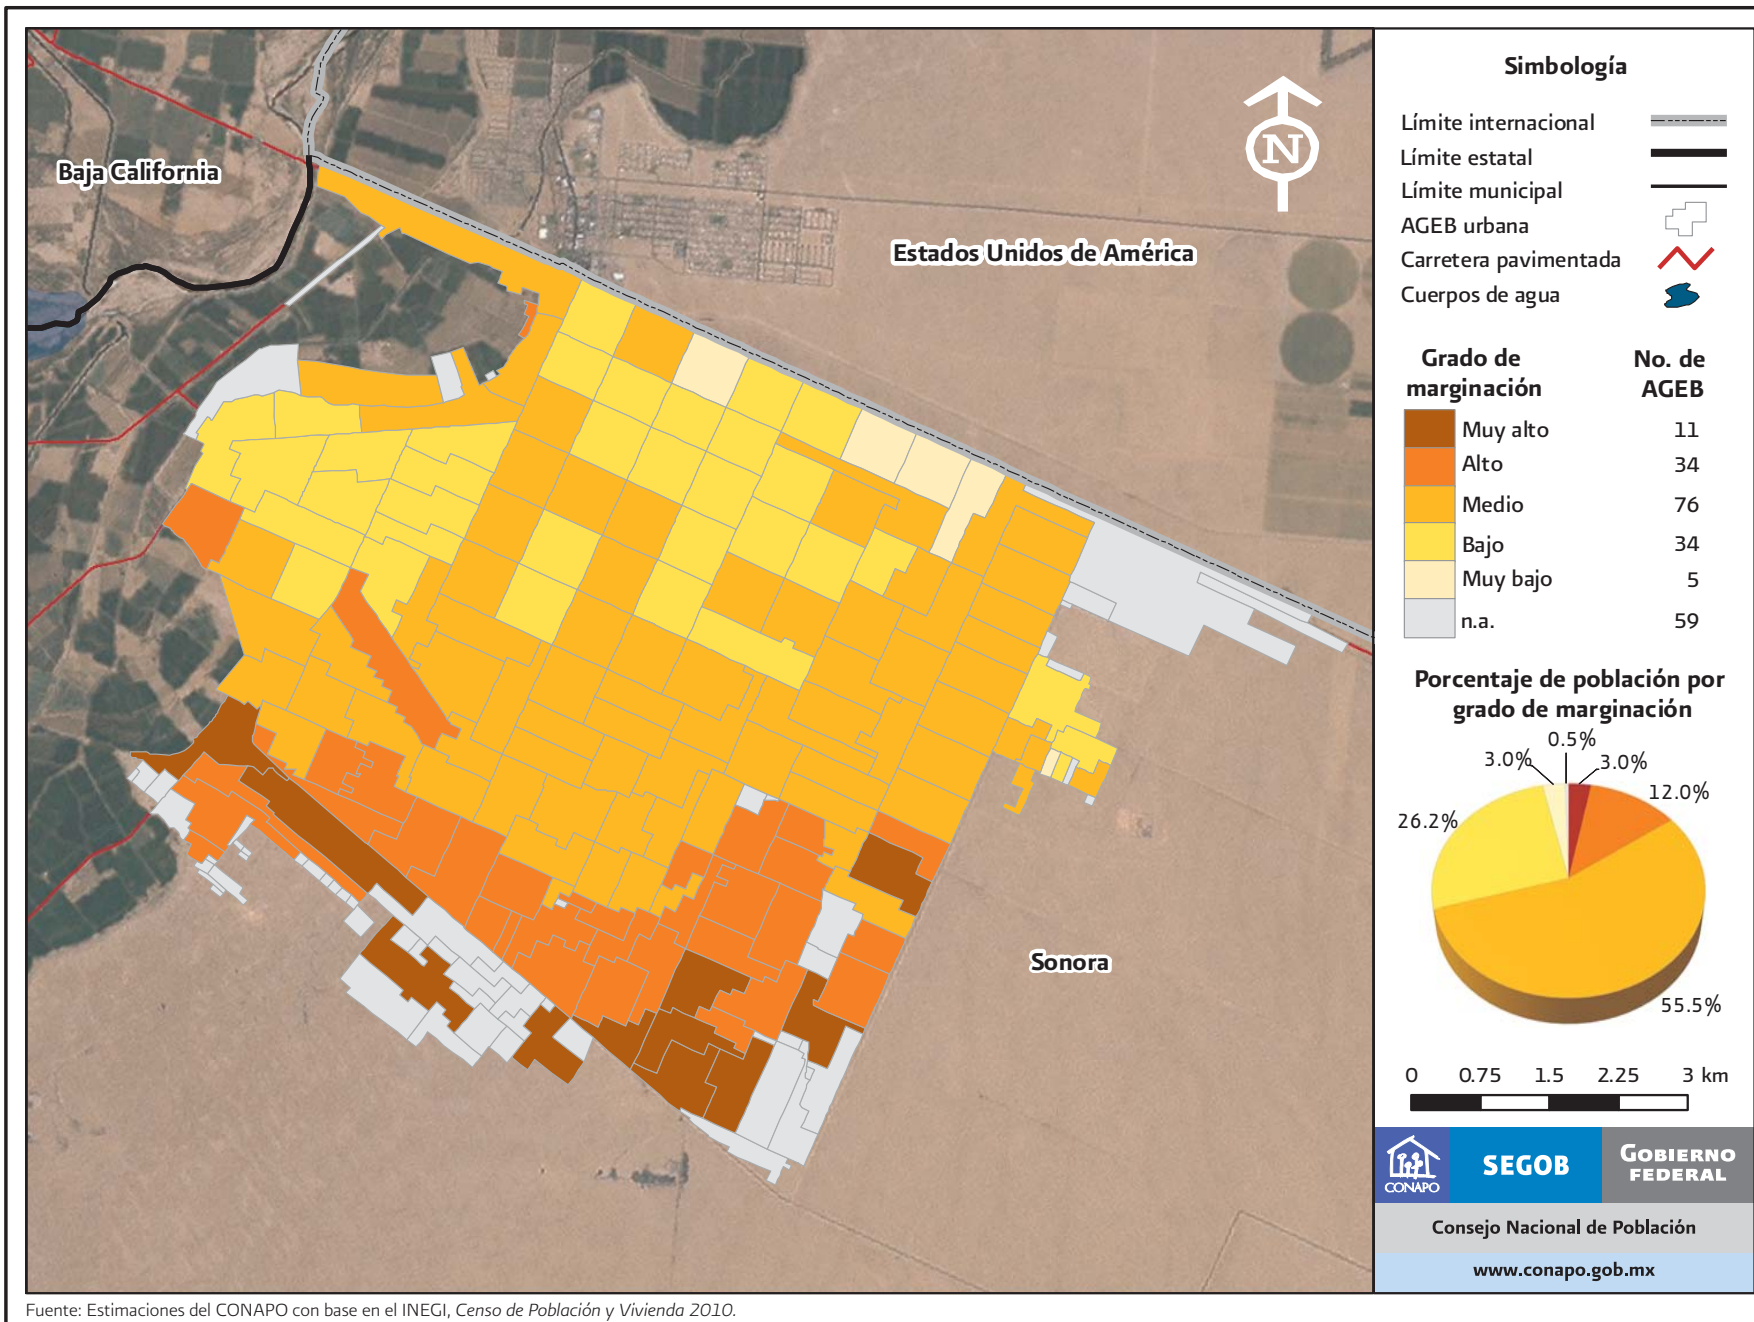 Baja California
Estados Unidos de América
Sonora
N
Simbología
Límite internacional
Límite estatal
Límite municipal
AGEB urbana
Carretera pavimentada
Cuerpos de agua
Grado de marginación No. de AGEB
Muy alto 11
Alto 34
Medio 76
Bajo 34
Muy bajo 5
n.a. 59
Porcentaje de población por
grado de marginación
0.5%
3.0% 3.0%
12.0%
26.2%
55.5%
0 0.75 1.5 2.25 3 km
CONAPO
SEGOB
GOBIERNO
FEDERAL
Consejo Nacional de Población
www.conapo.gob.mx
Fuente: Estimaciones del CONAPO con base en el INEGI, Censo de Población y Vivienda 2010.